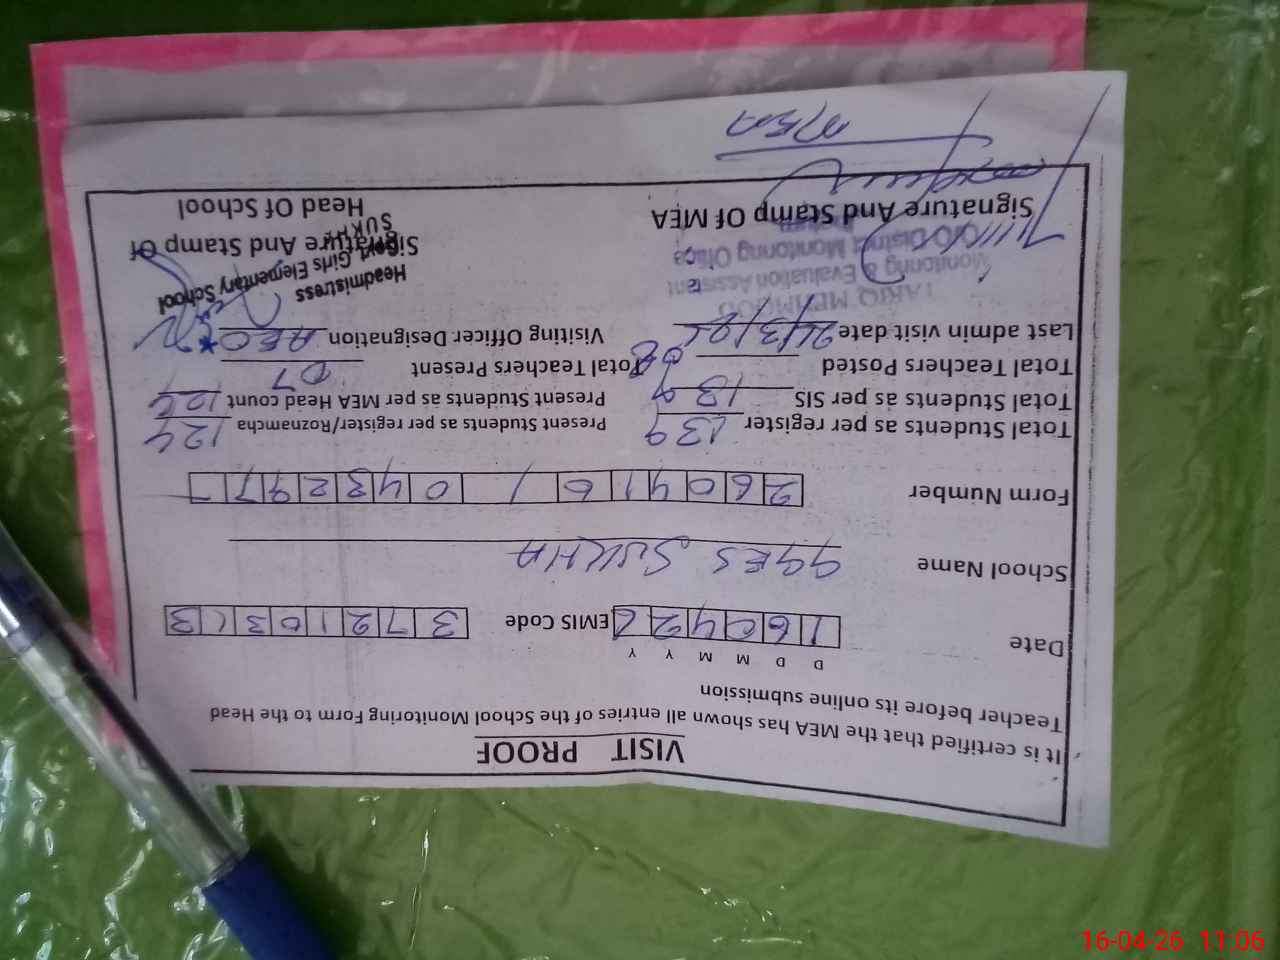 VISIT PROOF
It is certified that the MEA has shown all entries of the School Monitoring Form to the Head
Teacher before its online submission
D D M M Y Y
Date 1 6 0 4 2 6 EMIS Code 3 7 2 1 0 3 1 3
School Name GGES SUKHA
Form Number 2 6 0 4 1 6 / 0 4 3 2 9 7 7
Total Students as per register 139 Present Students as per register/Roznamcha 124
Total Students as per SIS 139 Present Students as per MEA Head count 124
Total Teachers Posted 08 Total Teachers Present 07
Last admin visit date 24/3/26 Visiting Officer Designation AEO
TARIQ MEHMOOD
Monitoring & Evaluation Assistant
O/O District Monitoring Office
Headmistress
Govt. Girls Elementary School
SUKHA
Signature And Stamp Of MEA
Signature And Stamp Of
Head Of School
MEA
16-04-26 11:06